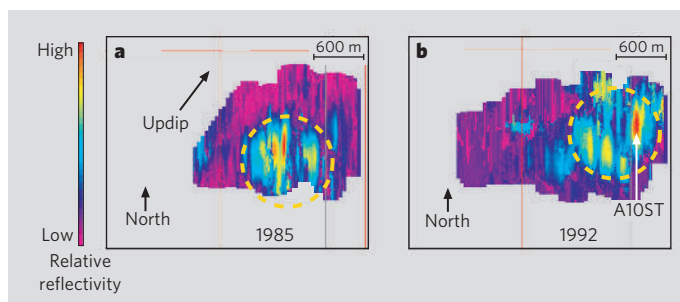 High
Low
Relative
reflectivity
a
600 m
Updip
North
1985
b
600 m
A10ST
North
1992